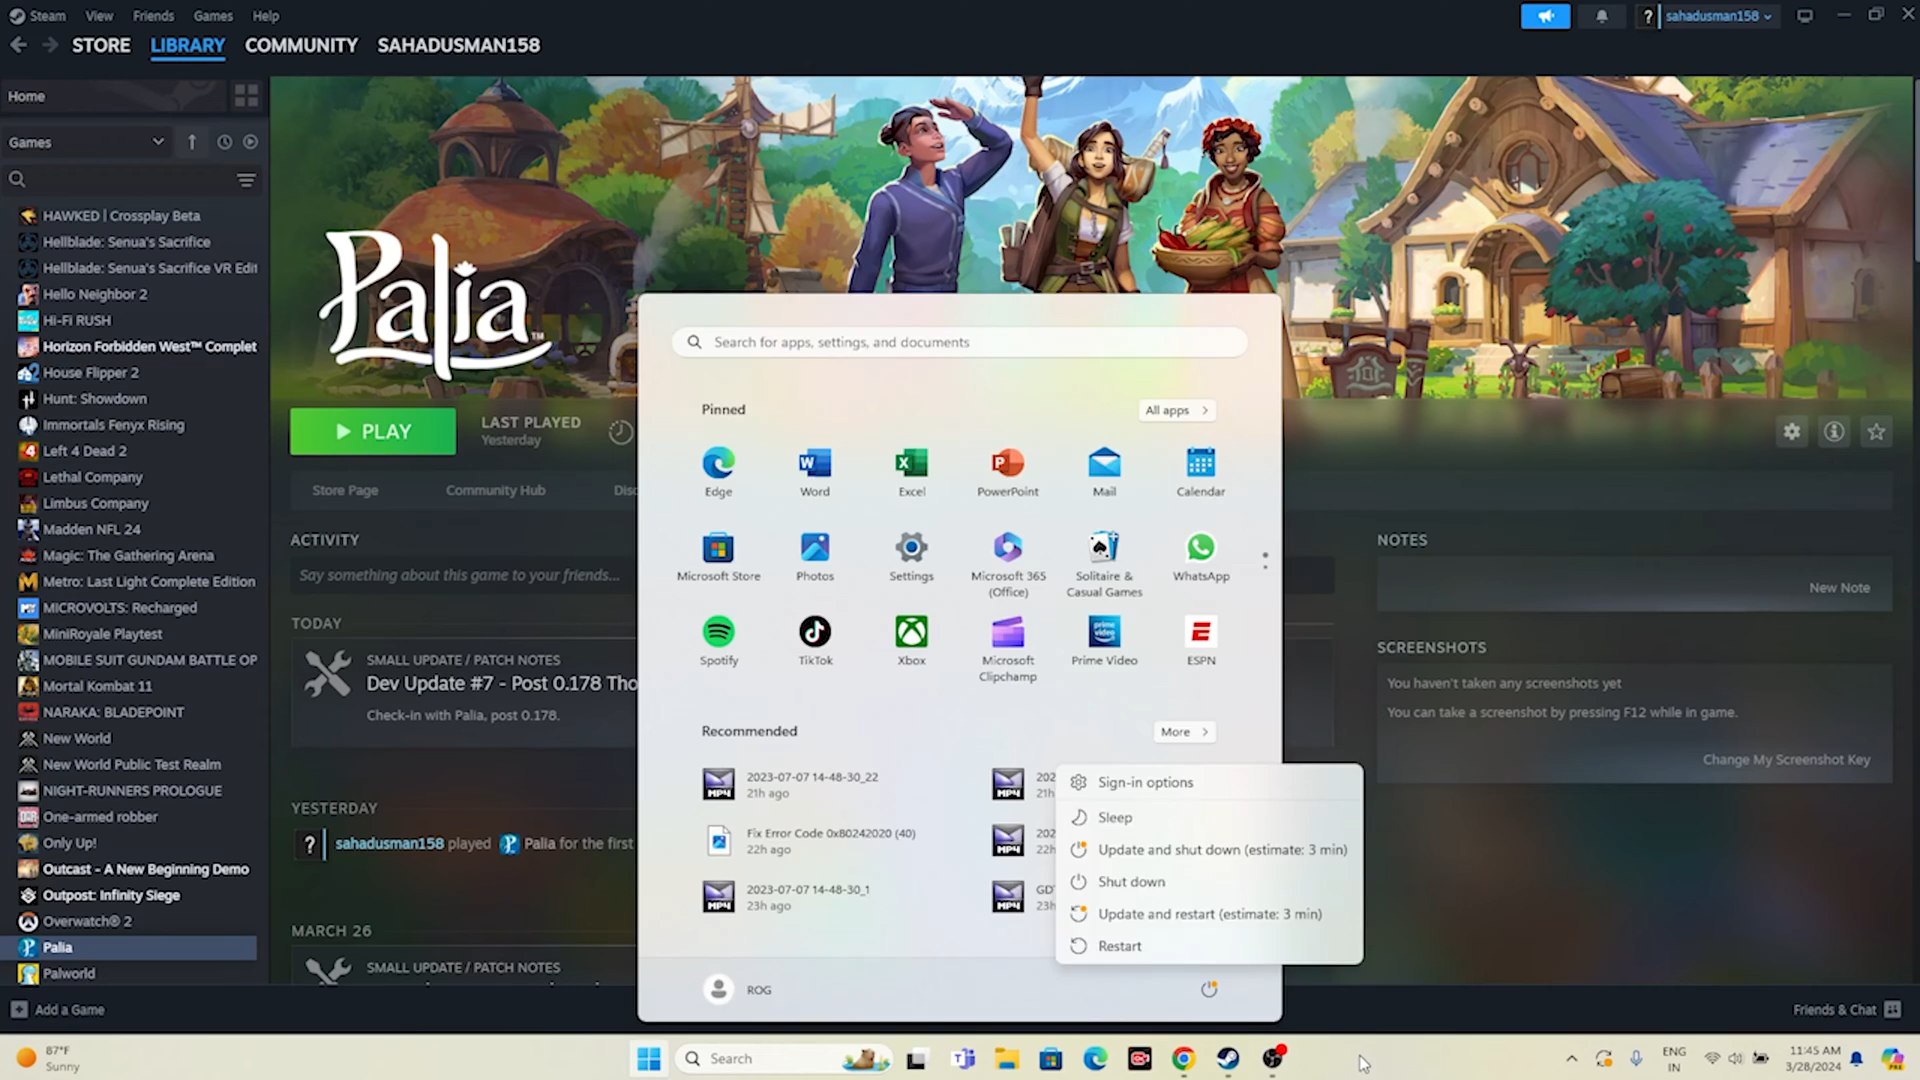 Steam View Friends Games Help
? sahadusman158
STORE LIBRARY COMMUNITY SAHADUSMAN158
Home
Games
HAWKED | Crossplay Beta
Hellblade: Senua's Sacrifice
Hellblade: Senua's Sacrifice VR Edit
Hello Neighbor 2
Hi-Fi RUSH
Horizon Forbidden West™ Complet
House Flipper 2
Hunt: Showdown
Immortals Fenyx Rising
Left 4 Dead 2
Lethal Company
Limbus Company
Madden NFL 24
Magic: The Gathering Arena
Metro: Last Light Complete Edition
MICROVOLTS: Recharged
MiniRoyale Playtest
MOBILE SUIT GUNDAM BATTLE OP
Mortal Kombat 11
NARAKA: BLADEPOINT
New World
New World Public Test Realm
NIGHT-RUNNERS PROLOGUE
One-armed robber
Only Up!
Outcast - A New Beginning Demo
Outpost: Infinity Siege
Overwatch® 2
Palia
Palworld
Add a Game
Palia™
PLAY
LAST PLAYED
Yesterday
Store Page Community Hub Disc
ACTIVITY
Say something about this game to your friends...
TODAY
SMALL UPDATE / PATCH NOTES
Dev Update #7 - Post 0.178 Tho
Check-in with Palia, post 0.178.
YESTERDAY
? sahadusman158 played Palia for the first
MARCH 26
SMALL UPDATE / PATCH NOTES
NOTES
New Note
SCREENSHOTS
You haven't taken any screenshots yet
You can take a screenshot by pressing F12 while in game.
Change My Screenshot Key
Friends & Chat
Search for apps, settings, and documents
Pinned
All apps
Edge Word Excel PowerPoint Mail Calendar
Microsoft Store Photos Settings Microsoft 365 (Office) Solitaire & Casual Games WhatsApp
Spotify TikTok Xbox Microsoft Clipchamp Prime Video ESPN
Recommended
More
2023-07-07 14-48-30_22
21h ago
202
21h
Fix Error Code 0x80242020 (40)
22h ago
202
22h
2023-07-07 14-48-30_1
23h ago
GD
23h
Sign-in options
Sleep
Update and shut down (estimate: 3 min)
Shut down
Update and restart (estimate: 3 min)
Restart
ROG
87°F
Sunny
Search
ENG
IN
11:45 AM
3/28/2024